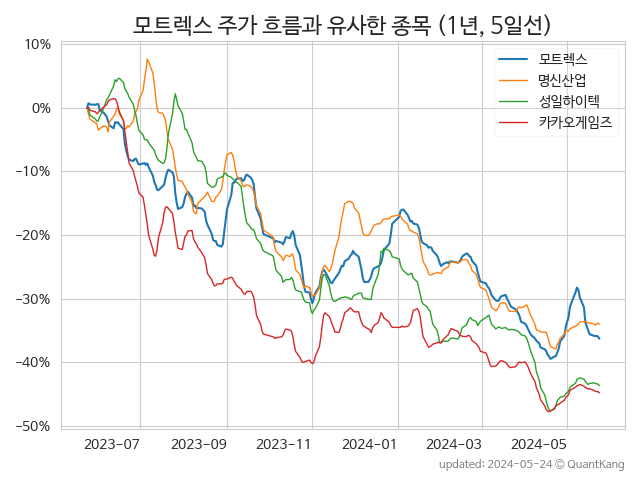 모트렉스 주가 흐름과 유사한 종목 (1년, 5일선)
10%
0%
−10%
−20%
−30%
−40%
−50%
모트렉스
명신산업
성일하이텍
카카오게임즈
2023-07
2023-09
2023-11
2024-01
2024-03
2024-05
updated: 2024-05-24 © QuantKang